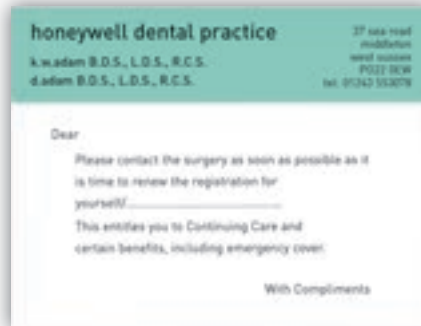 honeywell dental practice
k.w.adam B.D.S., L.D.S., R.C.S.
d.adam B.D.S., L.D.S., R.C.S.
37 sea road
middleton
west sussex
PO22
tel:
Dear
Please contact the surgery as soon as possible as it
is time to renew the registration for
yourself/
This entitles you to Continuing Care and
certain benefits, including emergency cover.
With Compliments